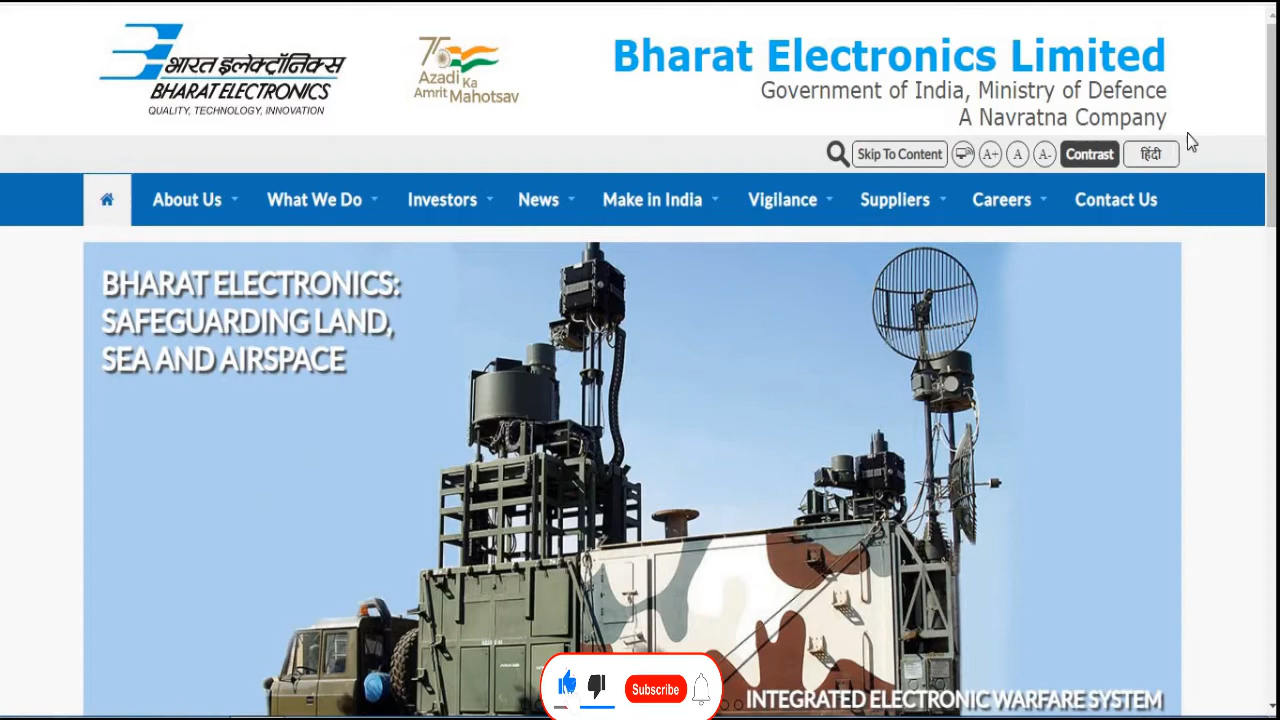 भारत इलेक्ट्रॉनिक्स
BHARAT ELECTRONICS
QUALITY, TECHNOLOGY, INNOVATION
75
Azadi Ka
Amrit Mahotsav
Bharat Electronics Limited
Government of India, Ministry of Defence
A Navratna Company
Skip To Content A+ A A- Contrast हिंदी
About Us What We Do Investors News Make in India Vigilance Suppliers Careers Contact Us
BHARAT ELECTRONICS:
SAFEGUARDING LAND,
SEA AND AIRSPACE
Subscribe
INTEGRATED ELECTRONIC WARFARE SYSTEM